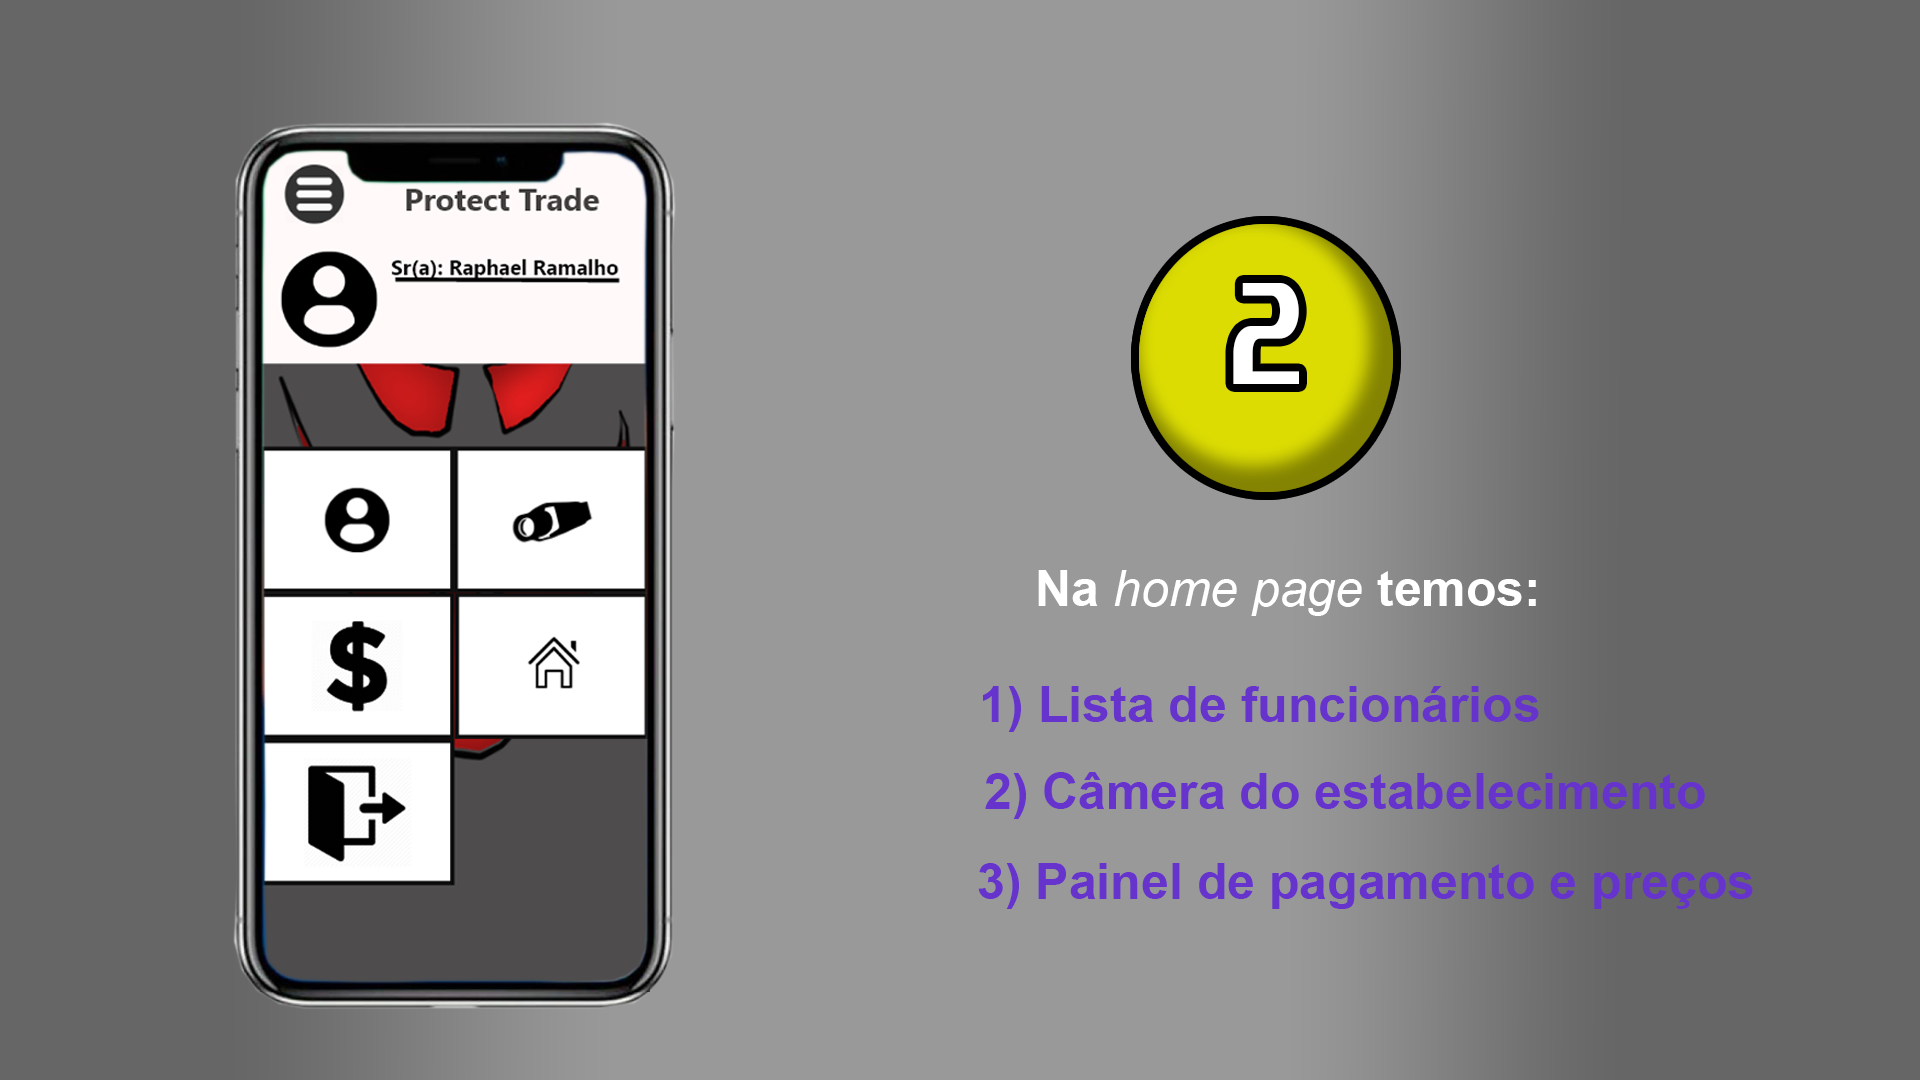 Protect Trade
Sr(a): Raphael Ramalho
2
Na home page temos:
1) Lista de funcionários
2) Câmera do estabelecimento
3) Painel de pagamento e preços
$